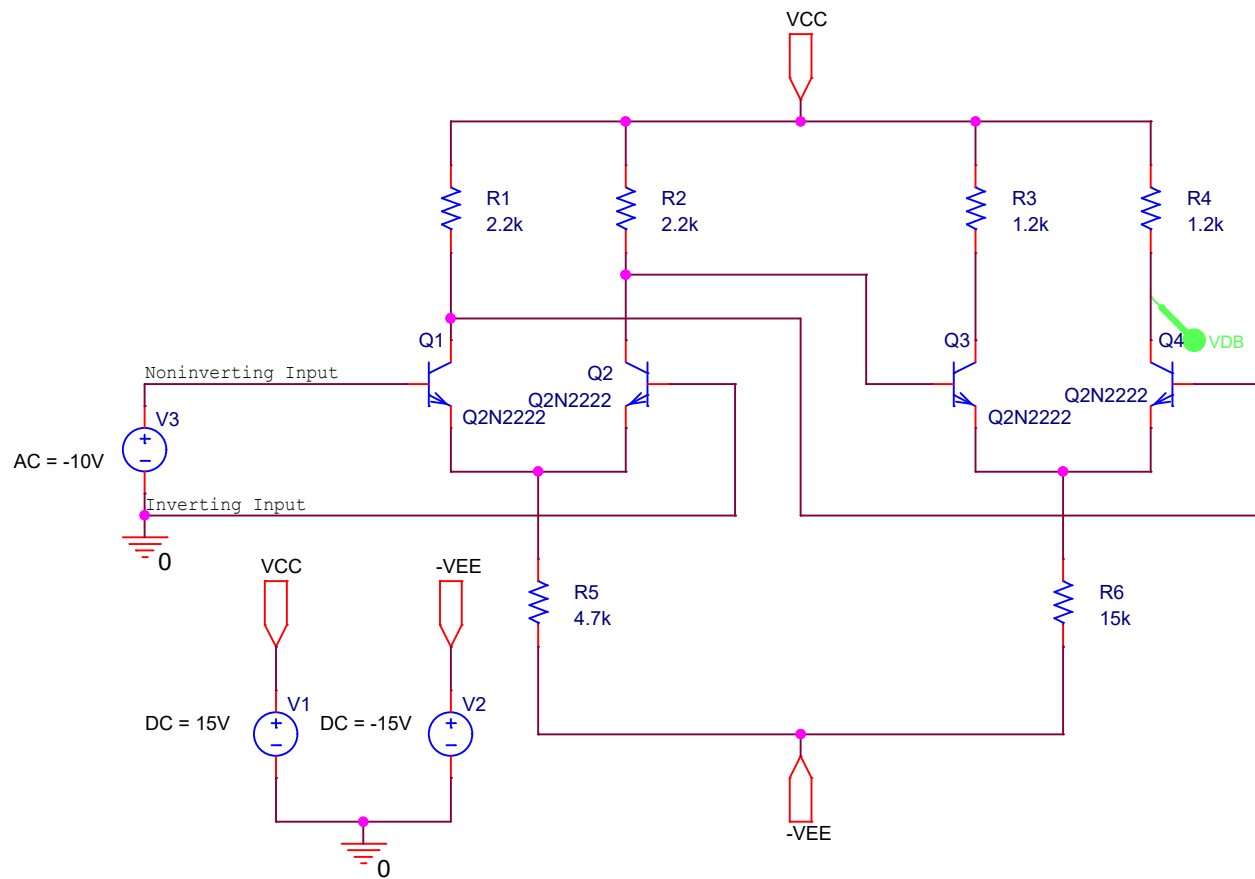 VCC
R1
2.2k
R2
2.2k
R3
1.2k
R4
1.2k
Q1
Q2
Q3
Q4
VDB
Noninverting Input
Q2N2222
Q2N2222
Q2N2222
Q2N2222
V3
AC = -10V
Inverting Input
0
VCC
-VEE
R5
4.7k
R6
15k
V1
DC = 15V
V2
DC = -15V
-VEE
0